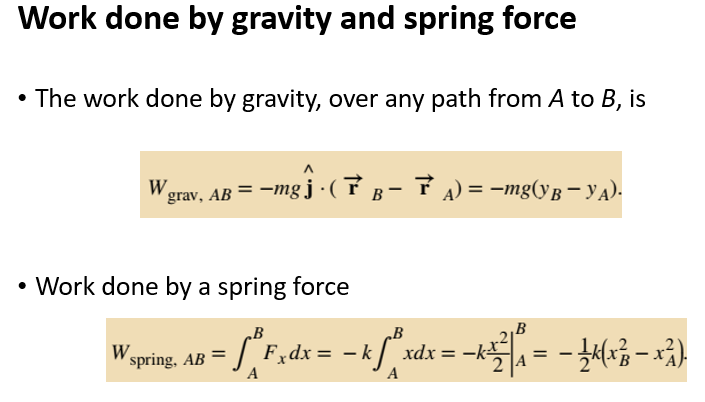 Work done by gravity and spring force
• The work done by gravity, over any path from A to B, is
W_grav, AB = −mg ĵ · (r⃗_B − r⃗_A) = −mg(y_B − y_A).
• Work done by a spring force
W_spring, AB = ∫_A^B F_x dx = −k ∫_A^B x dx = −k x²/2 |_A^B = −½k(x_B² − x_A²).